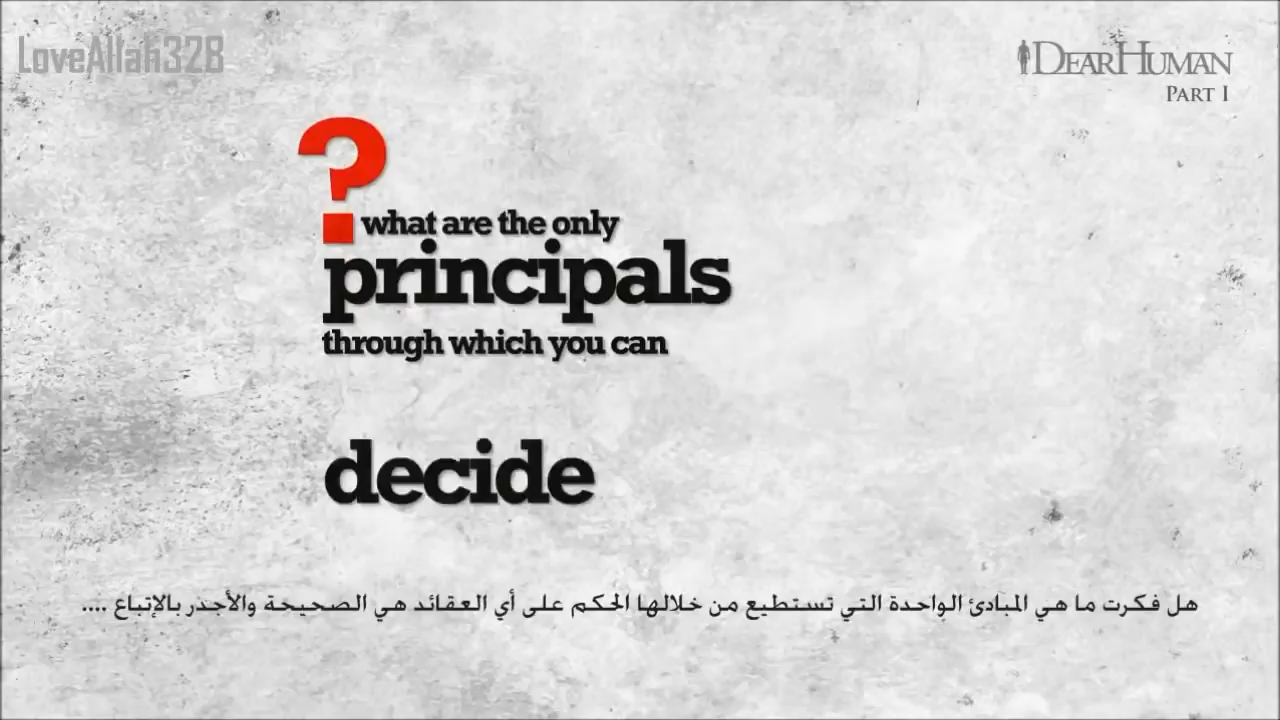 LoveAllah328
DEARHUMAN
PART I
?
what are the only
principals
through which you can
decide
هل فكرت ما هي المبادئ الواحدة التي تستطيع من خلالها الحكم على أي العقائد هي الصحيحة والأجدر بالإتباع ....